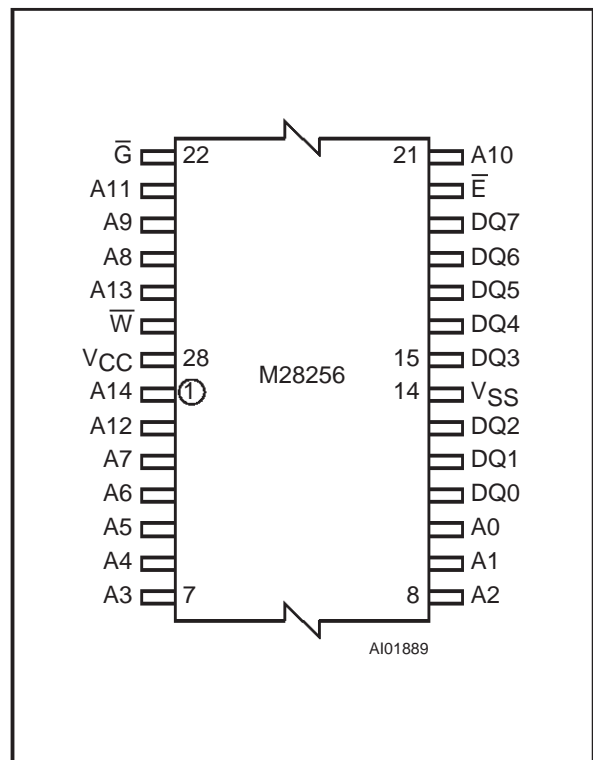 G̅ 22 21 A10
A11 E̅
A9 DQ7
A8 DQ6
A13 DQ5
W̅ DQ4
VCC 28 15 DQ3
M28256
A14 1 14 VSS
A12 DQ2
A7 DQ1
A6 DQ0
A5 A0
A4 A1
A3 7 8 A2
AI01889